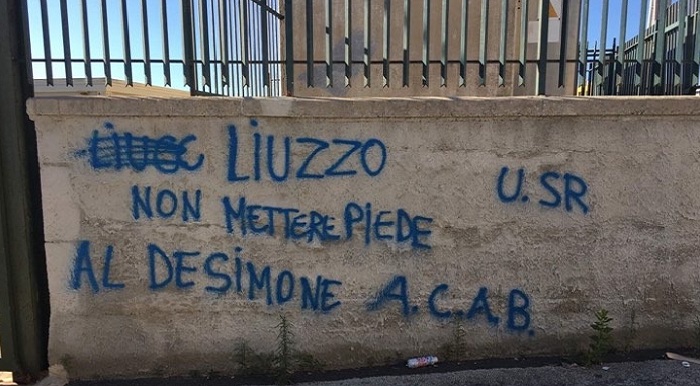 LIUZZO
NON METTERE PIEDE
AL DESIMONE A.C.A.B.
U.SR